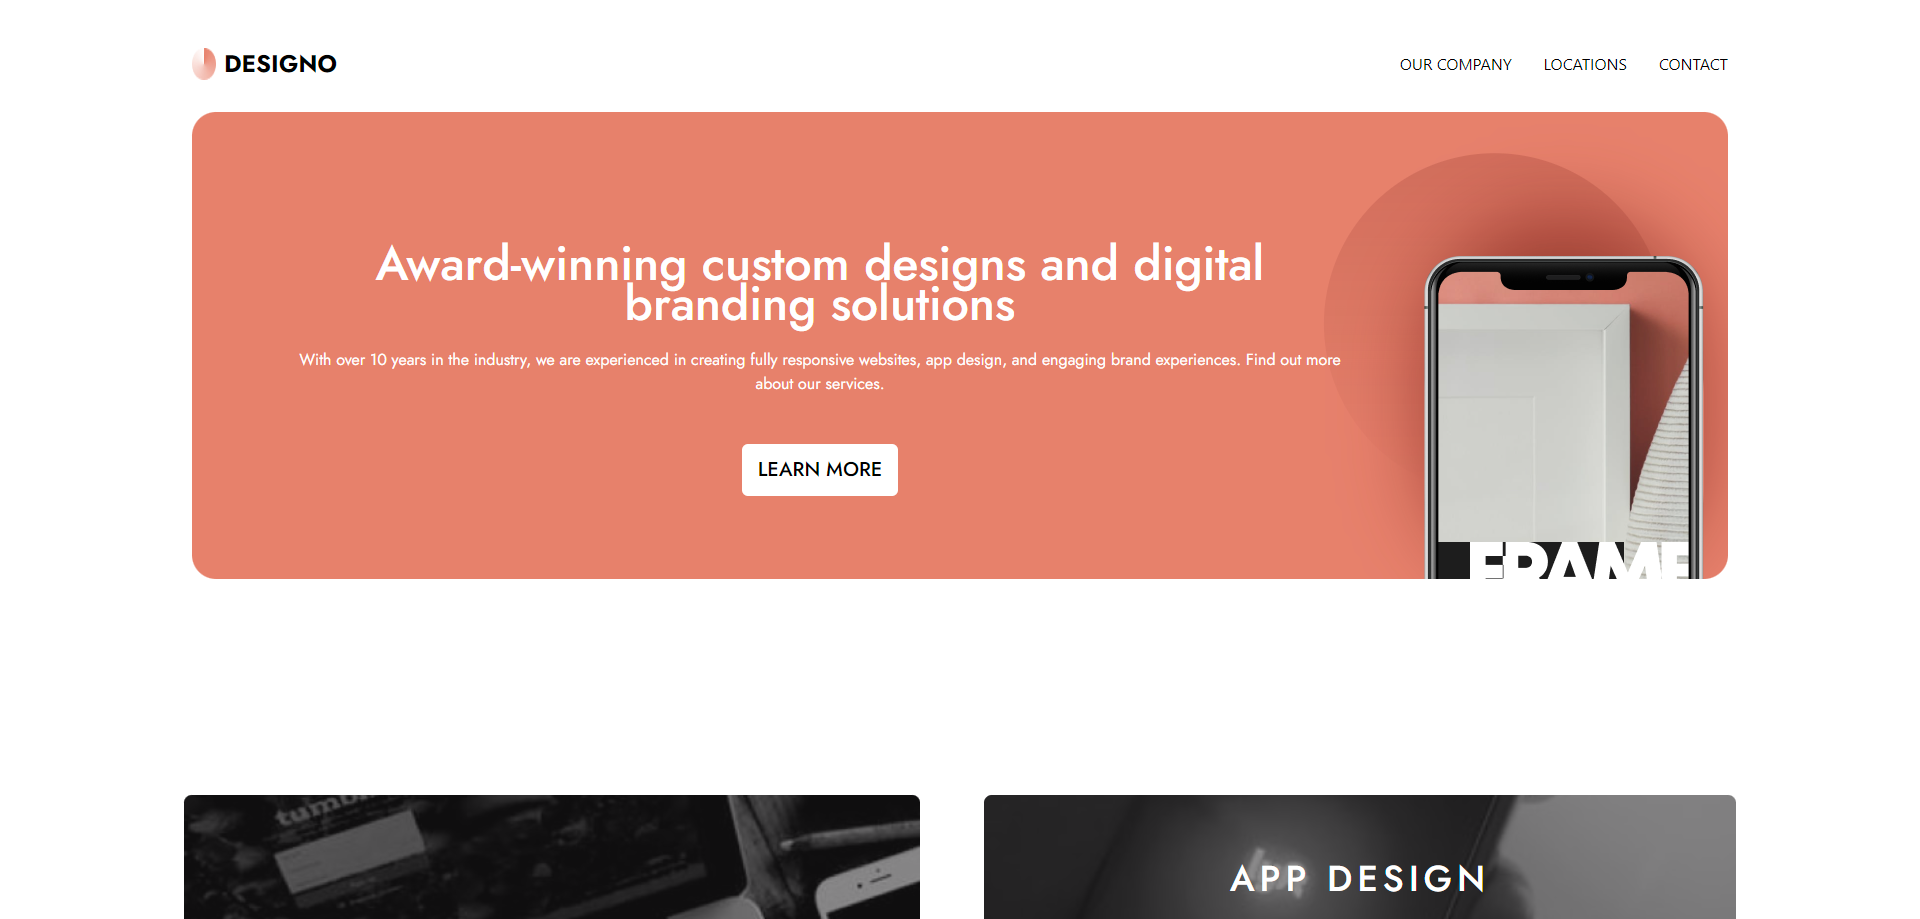 DESIGNO
OUR COMPANY LOCATIONS CONTACT
Award-winning custom designs and digital
branding solutions
With over 10 years in the industry, we are experienced in creating fully responsive websites, app design, and engaging brand experiences. Find out more
about our services.
LEARN MORE
FRAME
APP DESIGN